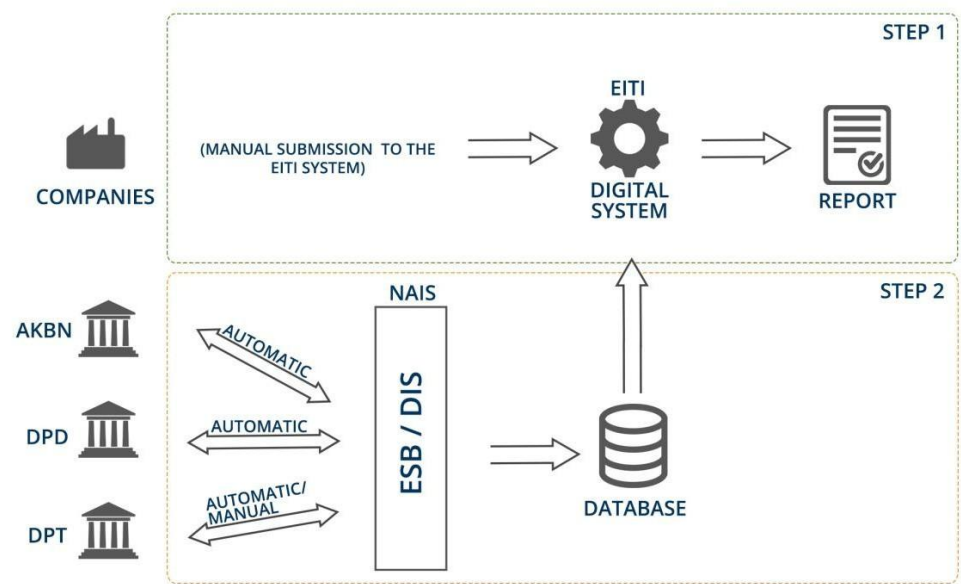 STEP 1
EITI
(MANUAL SUBMISSION TO THE
EITI SYSTEM)
COMPANIES
DIGITAL
SYSTEM
REPORT
STEP 2
NAIS
AKBN
AUTOMATIC
DPD
AUTOMATIC
ESB / DIS
AUTOMATIC/
MANUAL
DPT
DATABASE